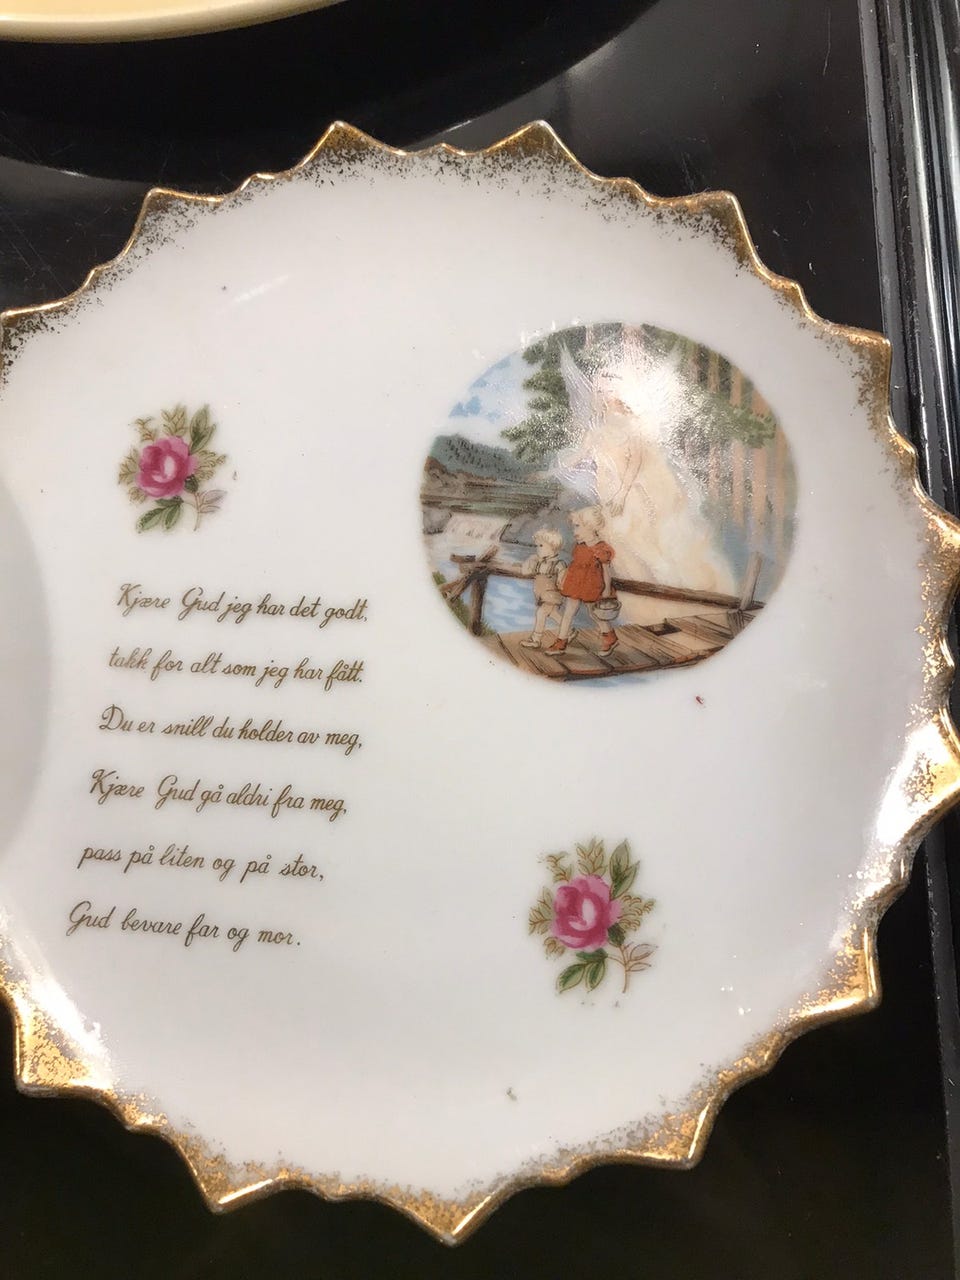 Kjære Gud jeg har det godt,
takk for alt som jeg har fått.
Du er snill du holder av meg,
Kjære Gud gå aldri fra meg,
pass på liten og på stor,
Gud bevare far og mor.